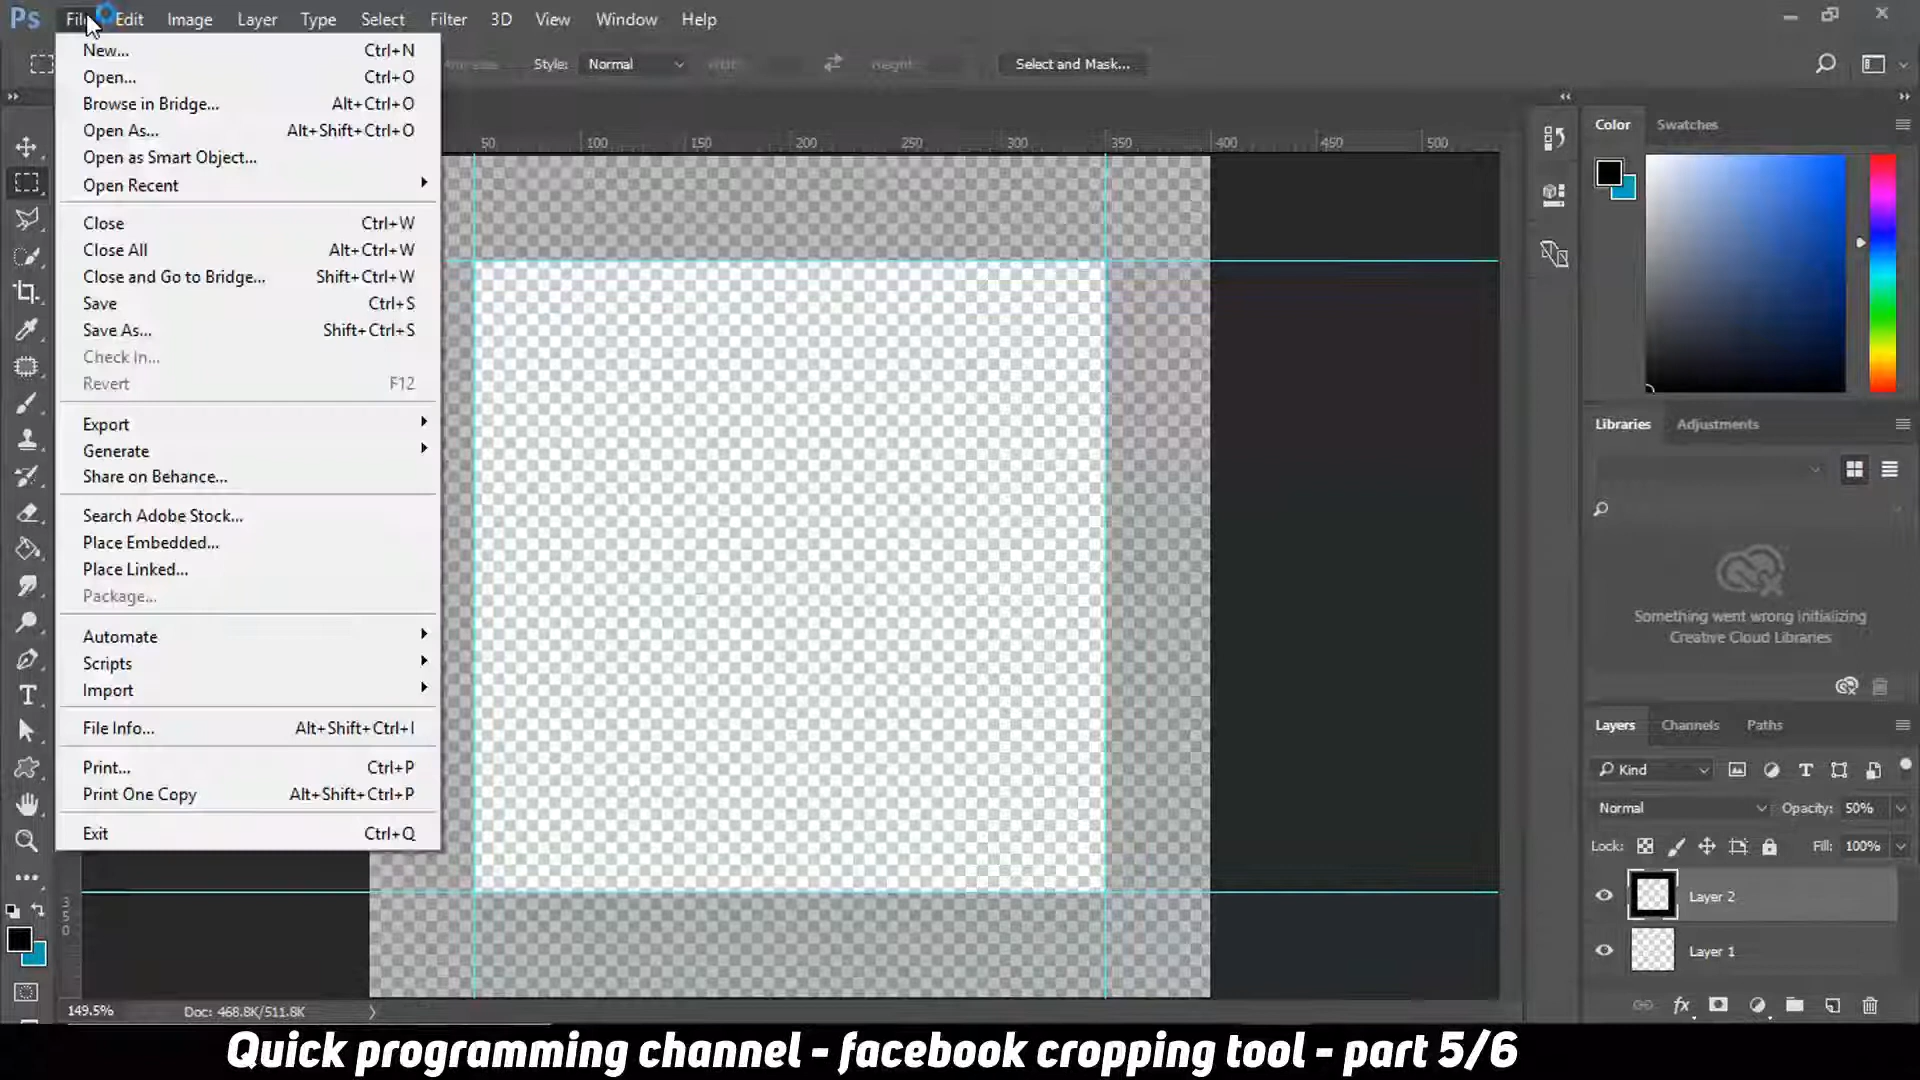 Ps File Edit Image Layer Type Select Filter 3D View Window Help
Style: Normal Height: Select and Mask...
New... Ctrl+N
Open... Ctrl+O
Browse in Bridge... Alt+Ctrl+O
Open As... Alt+Shift+Ctrl+O
Open as Smart Object...
Open Recent
Close Ctrl+W
Close All Alt+Ctrl+W
Close and Go to Bridge... Shift+Ctrl+W
Save Ctrl+S
Save As... Shift+Ctrl+S
Check In...
Revert F12
Export
Generate
Share on Behance...
Search Adobe Stock...
Place Embedded...
Place Linked...
Package...
Automate
Scripts
Import
File Info... Alt+Shift+Ctrl+I
Print... Ctrl+P
Print One Copy Alt+Shift+Ctrl+P
Exit Ctrl+Q
50 100 150 200 250 300 350 400 450 500
350
149.5% Doc: 468.8K/511.8K
Color Swatches
Libraries Adjustments
Something went wrong initializing
Creative Cloud Libraries
Layers Channels Paths
Kind
Normal Opacity: 50%
Lock: Fill: 100%
Layer 2
Layer 1
Quick programming channel - facebook cropping tool - part 5/6